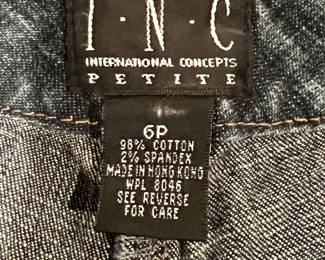 I·N·C
INTERNATIONAL CONCEPTS
PETITE
6P
98% COTTON
2% SPANDEX
MADE IN HONG KONG
WPL 8046
SEE REVERSE
FOR CARE